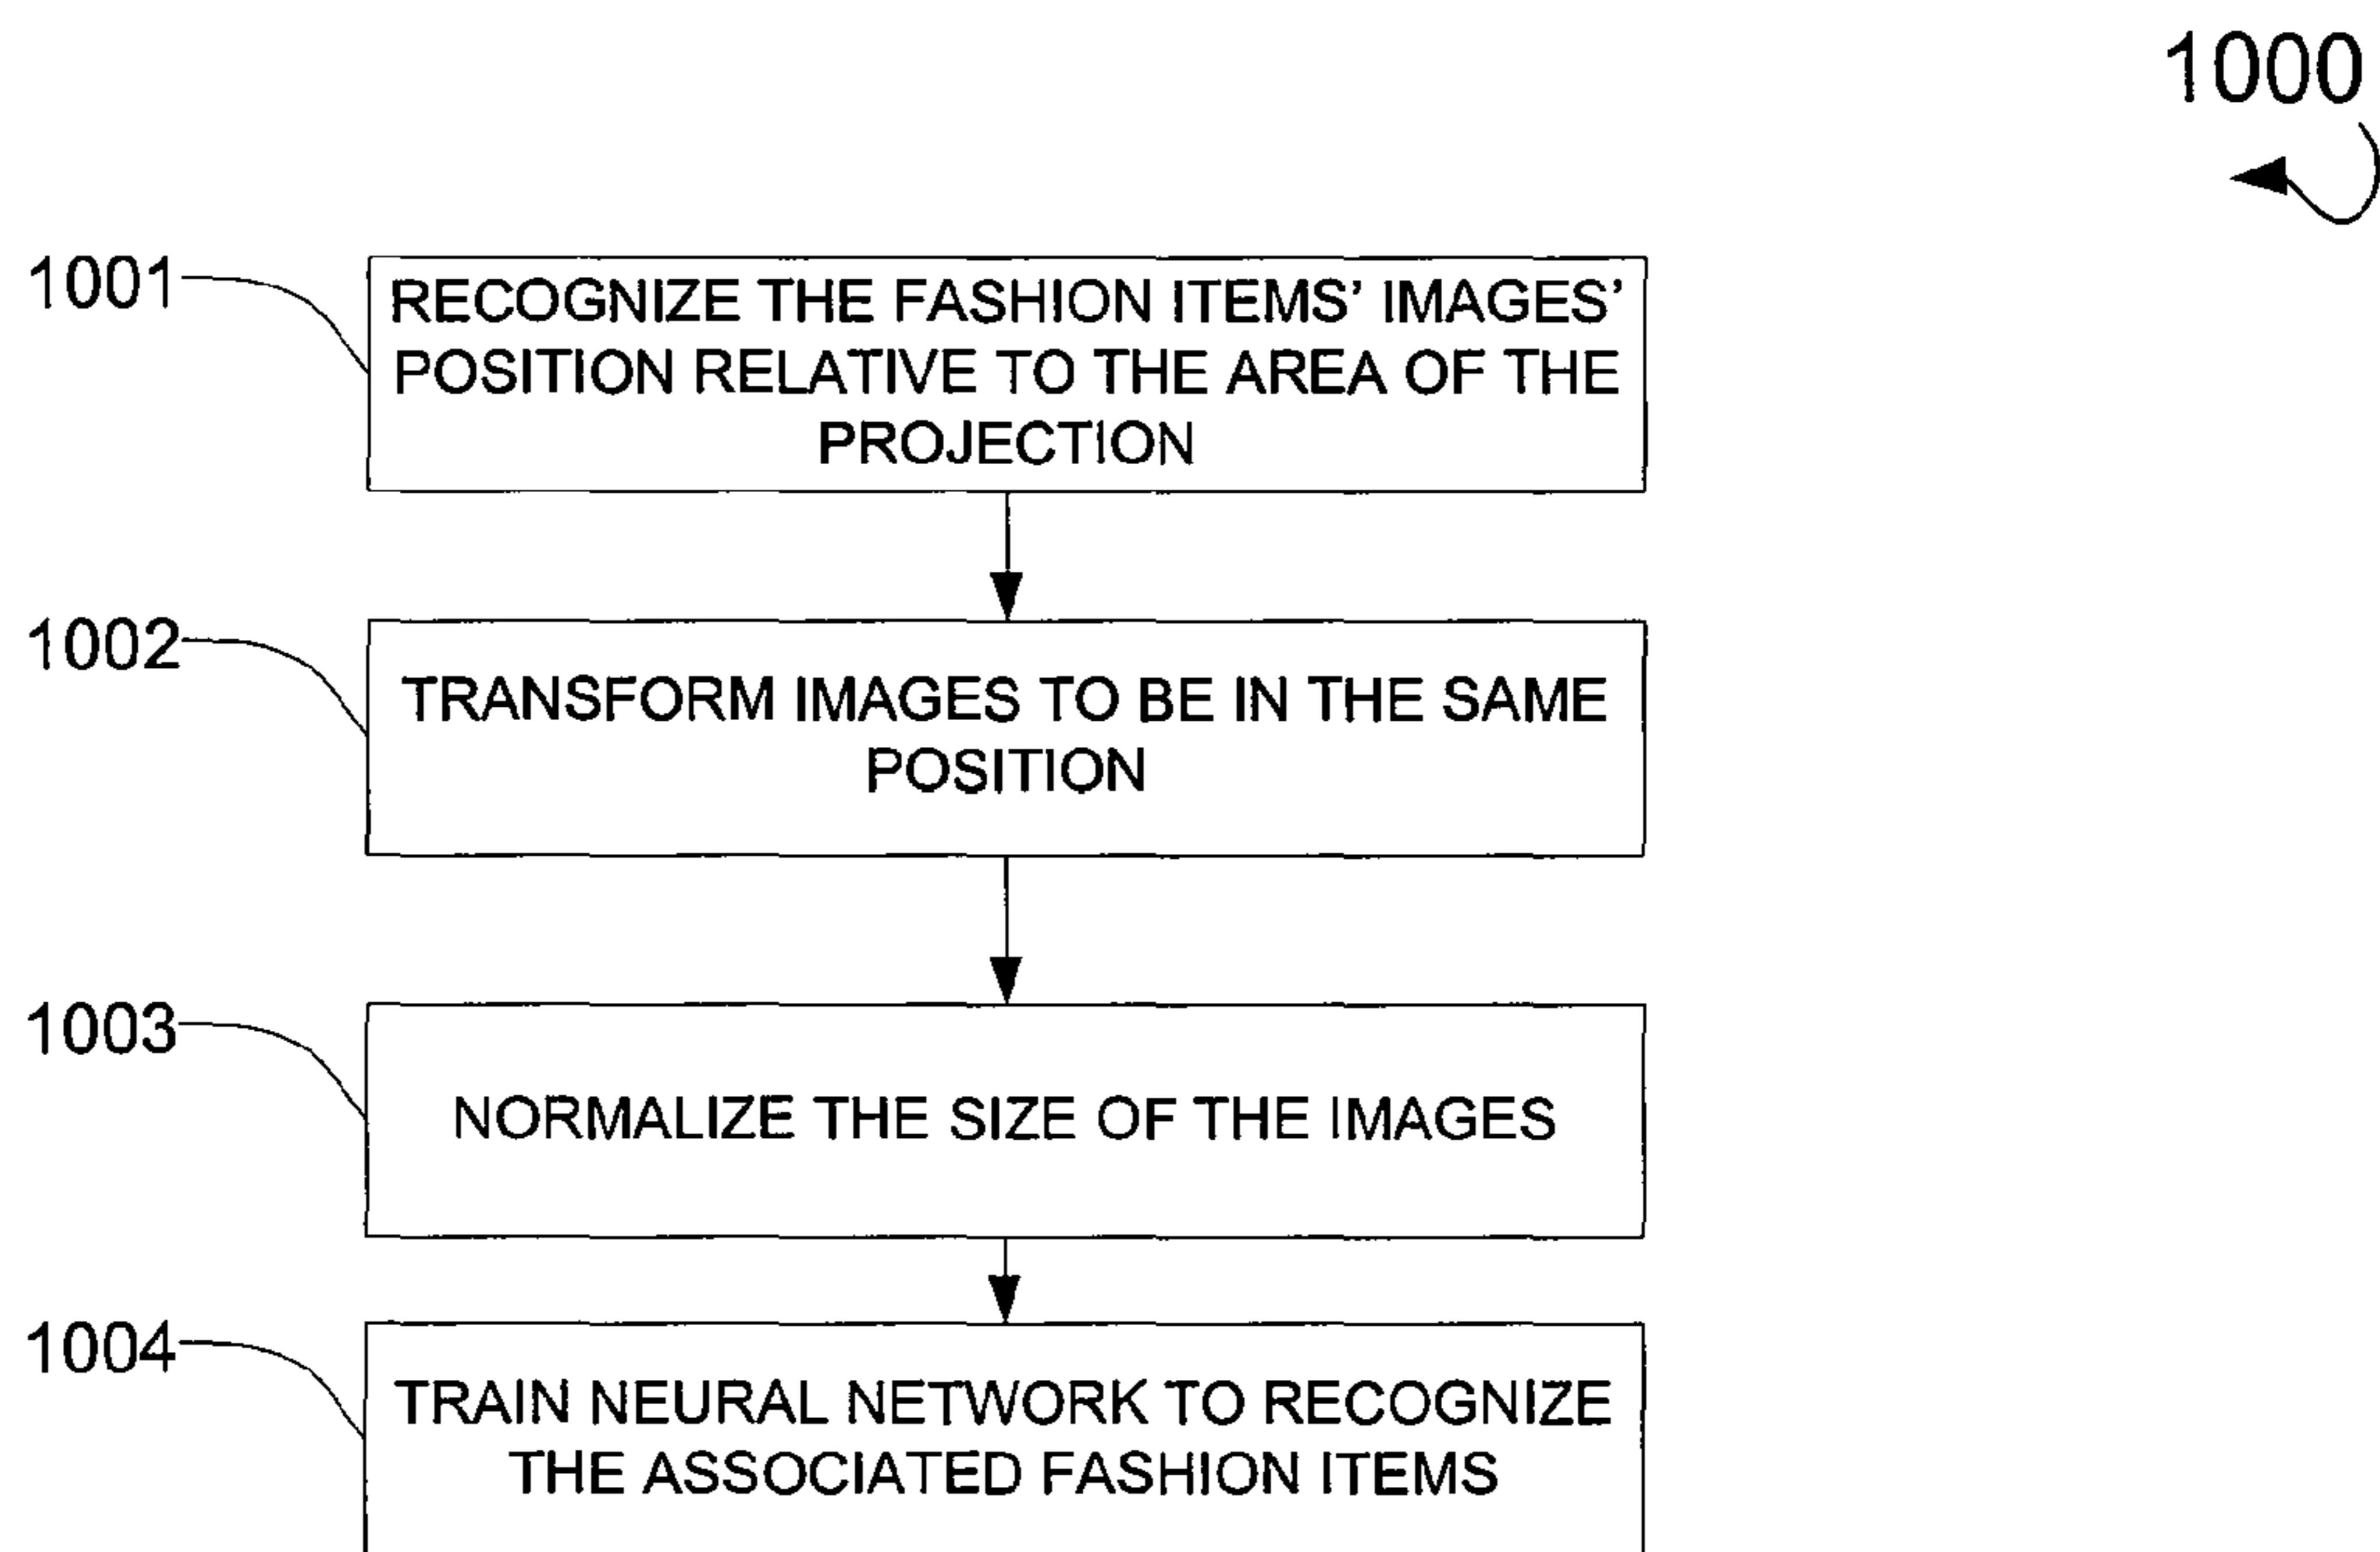 1000
1001
RECOGNIZE THE FASHION ITEMS' IMAGES'
POSITION RELATIVE TO THE AREA OF THE
PROJECTION
1002
TRANSFORM IMAGES TO BE IN THE SAME
POSITION
1003
NORMALIZE THE SIZE OF THE IMAGES
1004
TRAIN NEURAL NETWORK TO RECOGNIZE
THE ASSOCIATED FASHION ITEMS